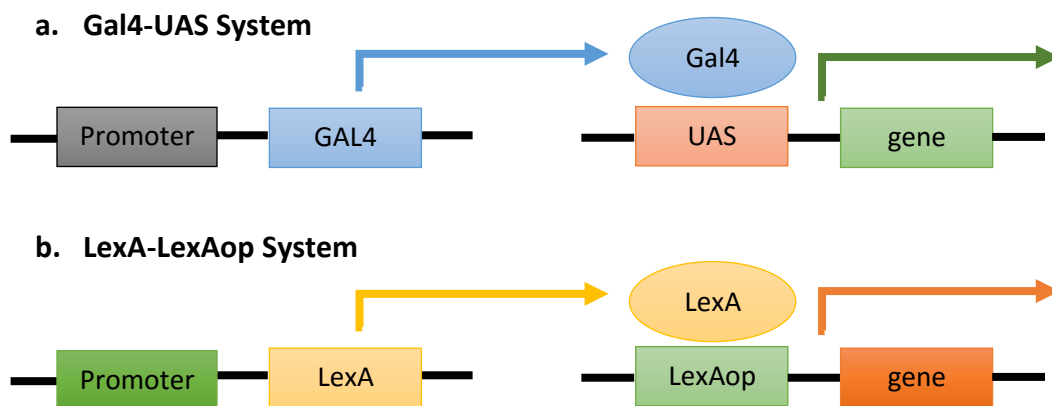 a. Gal4-UAS System
Gal4
Promoter GAL4 UAS gene
b. LexA-LexAop System
LexA
Promoter LexA LexAop gene